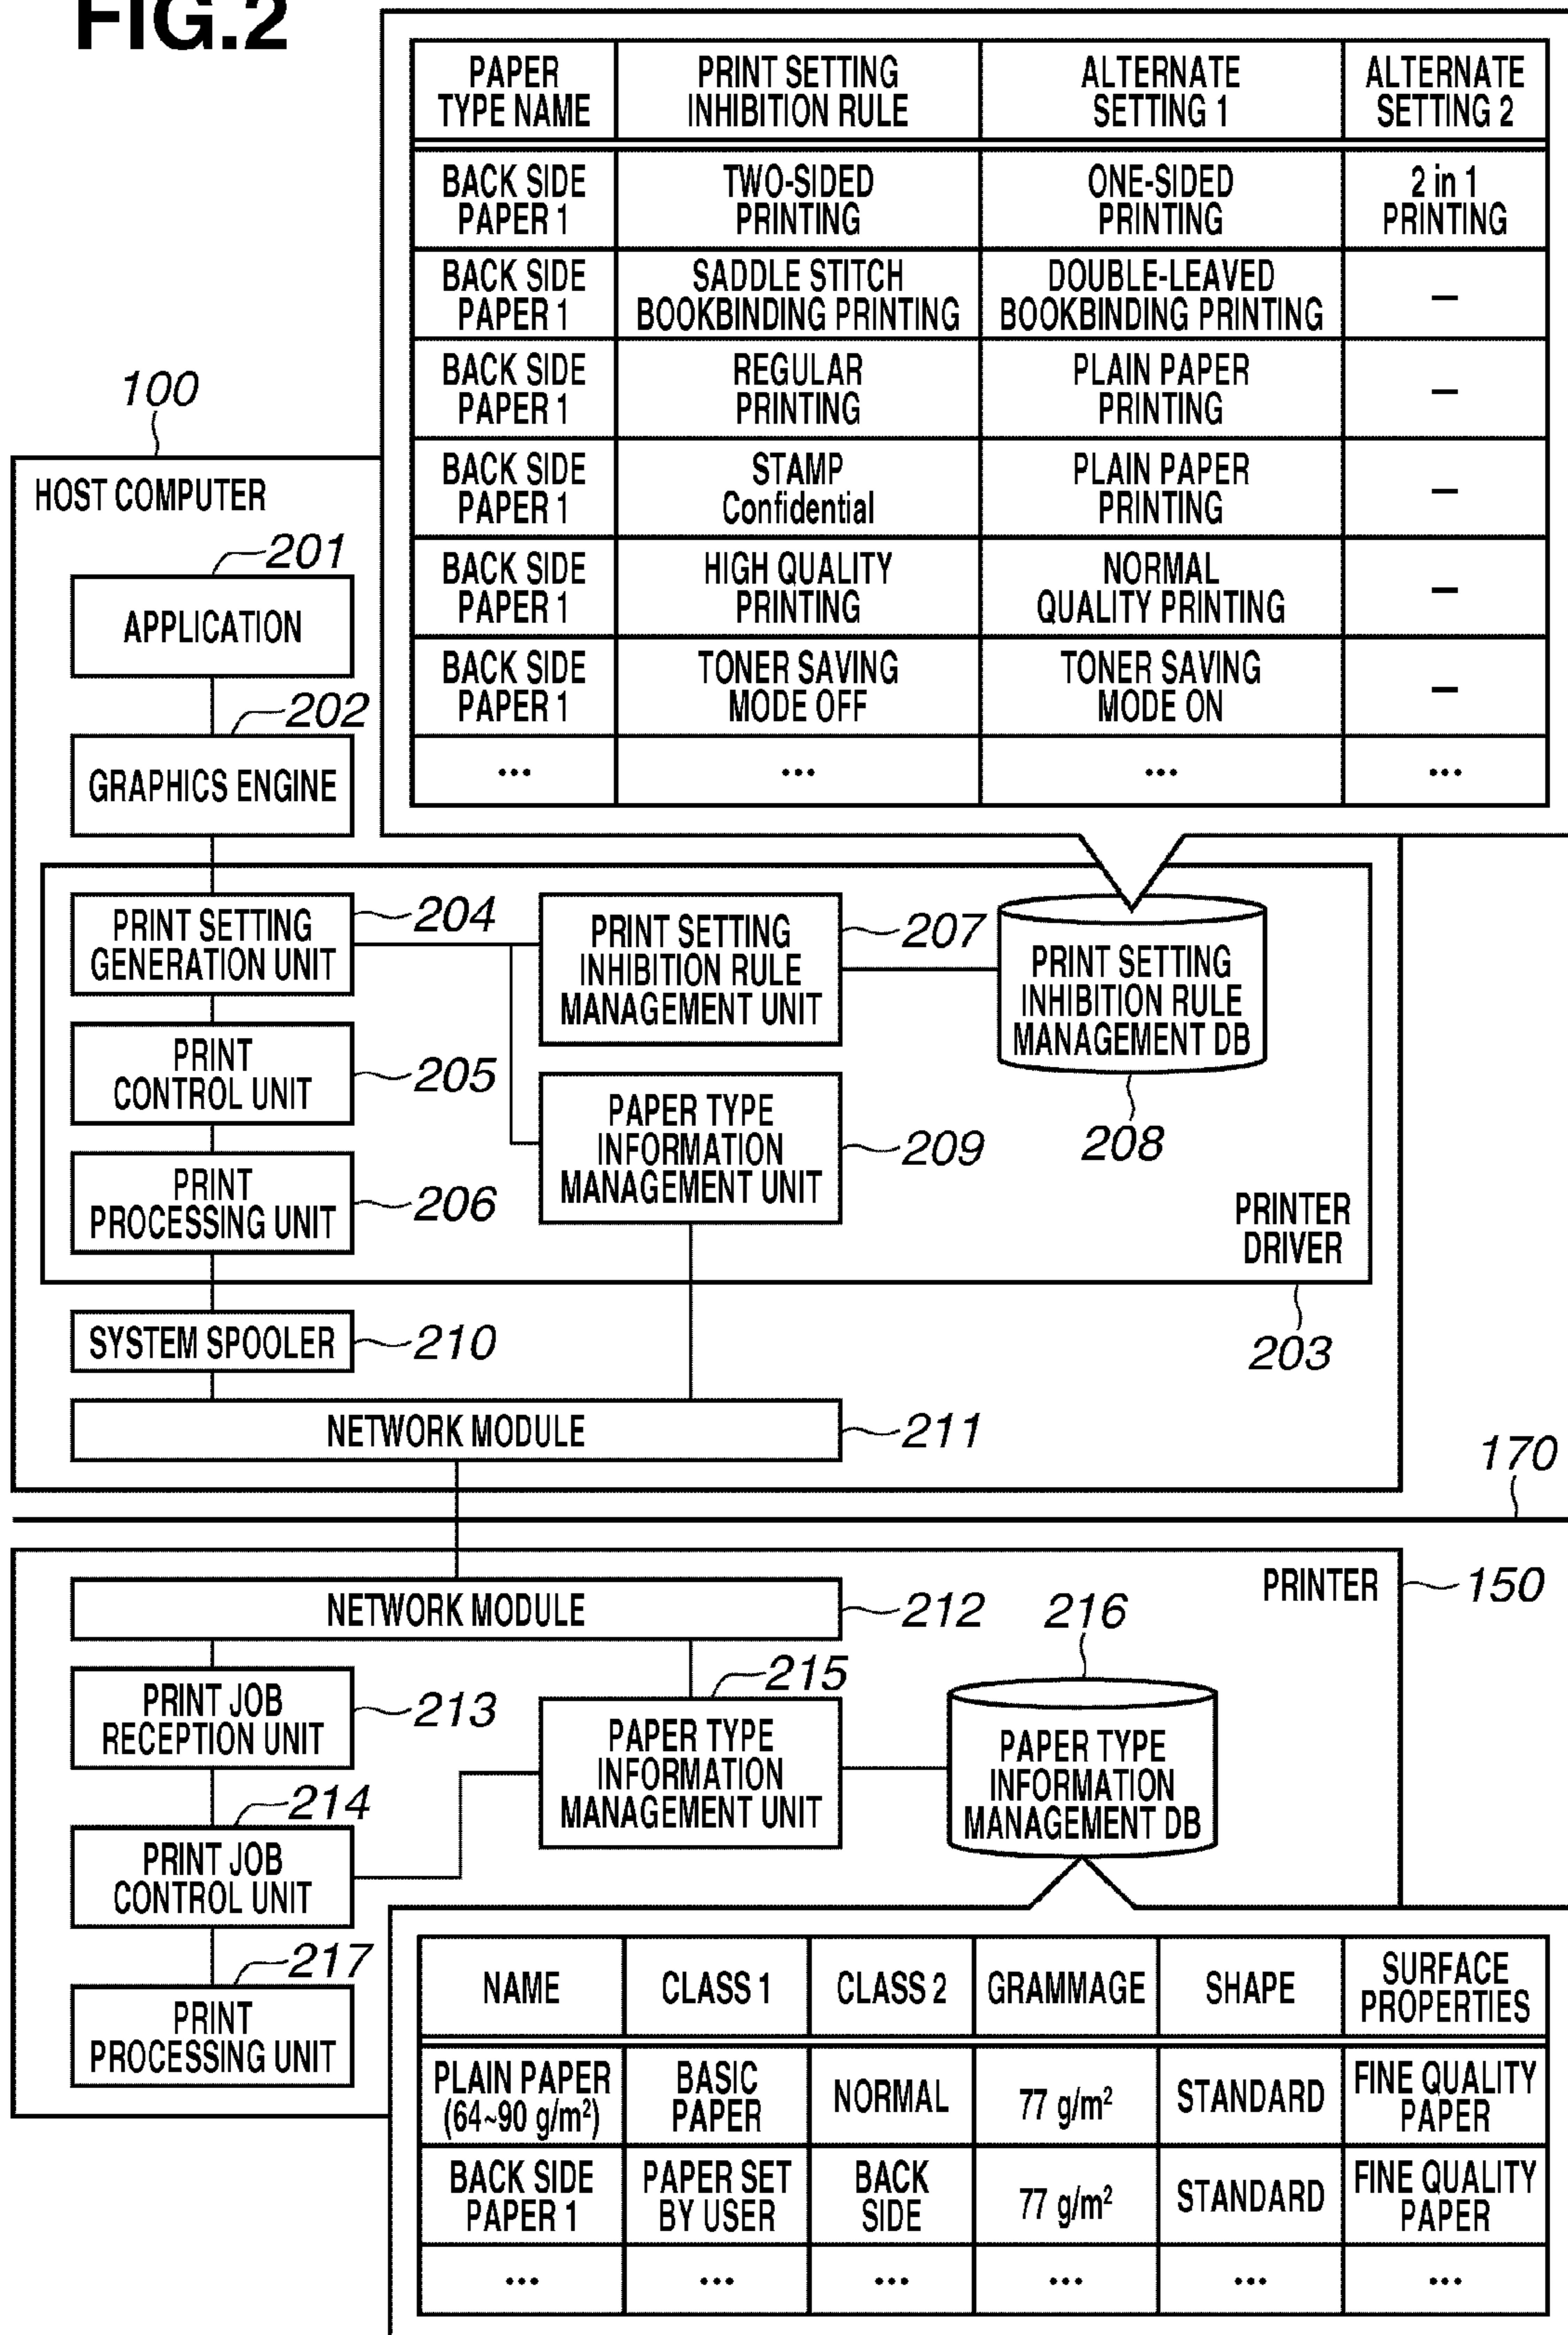 FIG.2
PAPER
TYPE NAME
PRINT SETTING
INHIBITION RULE
ALTERNATE
SETTING 1
ALTERNATE
SETTING 2
BACK SIDE
PAPER 1
TWO-SIDED
PRINTING
ONE-SIDED
PRINTING
2 in 1
PRINTING
BACK SIDE
PAPER 1
SADDLE STITCH
BOOKBINDING PRINTING
DOUBLE-LEAVED
BOOKBINDING PRINTING
–
BACK SIDE
PAPER 1
REGULAR
PRINTING
PLAIN PAPER
PRINTING
–
BACK SIDE
PAPER 1
STAMP
Confidential
PLAIN PAPER
PRINTING
–
BACK SIDE
PAPER 1
HIGH QUALITY
PRINTING
NORMAL
QUALITY PRINTING
–
BACK SIDE
PAPER 1
TONER SAVING
MODE OFF
TONER SAVING
MODE ON
–
...
...
...
...
100
HOST COMPUTER
201
APPLICATION
202
GRAPHICS ENGINE
PRINT SETTING
GENERATION UNIT
204
PRINT SETTING
INHIBITION RULE
MANAGEMENT UNIT
207
PRINT SETTING
INHIBITION RULE
MANAGEMENT DB
208
PRINT
CONTROL UNIT
205
PAPER TYPE
INFORMATION
MANAGEMENT UNIT
209
PRINT
PROCESSING UNIT
206
PRINTER
DRIVER
203
SYSTEM SPOOLER
210
NETWORK MODULE
211
170
PRINTER
150
NETWORK MODULE
212
216
PRINT JOB
RECEPTION UNIT
213
215
PAPER TYPE
INFORMATION
MANAGEMENT UNIT
PAPER TYPE
INFORMATION
MANAGEMENT DB
214
PRINT JOB
CONTROL UNIT
217
PRINT
PROCESSING UNIT
NAME
CLASS 1
CLASS 2
GRAMMAGE
SHAPE
SURFACE
PROPERTIES
PLAIN PAPER
(64~90 g/m²)
BASIC
PAPER
NORMAL
77 g/m²
STANDARD
FINE QUALITY
PAPER
BACK SIDE
PAPER 1
PAPER SET
BY USER
BACK
SIDE
77 g/m²
STANDARD
FINE QUALITY
PAPER
...
...
...
...
...
...